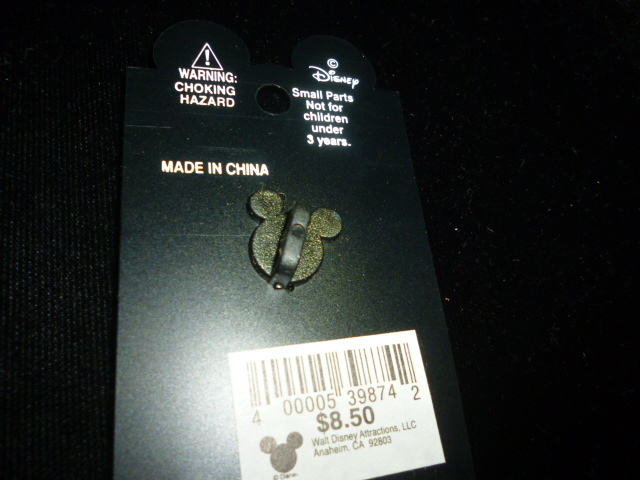 WARNING:
CHOKING
HAZARD
©
Disney
Small Parts
Not for
children
under
3 years.
MADE IN CHINA
4 00005 39874 2
$8.50
Walt Disney Attractions, LLC
Anaheim, CA 92803
© Disney